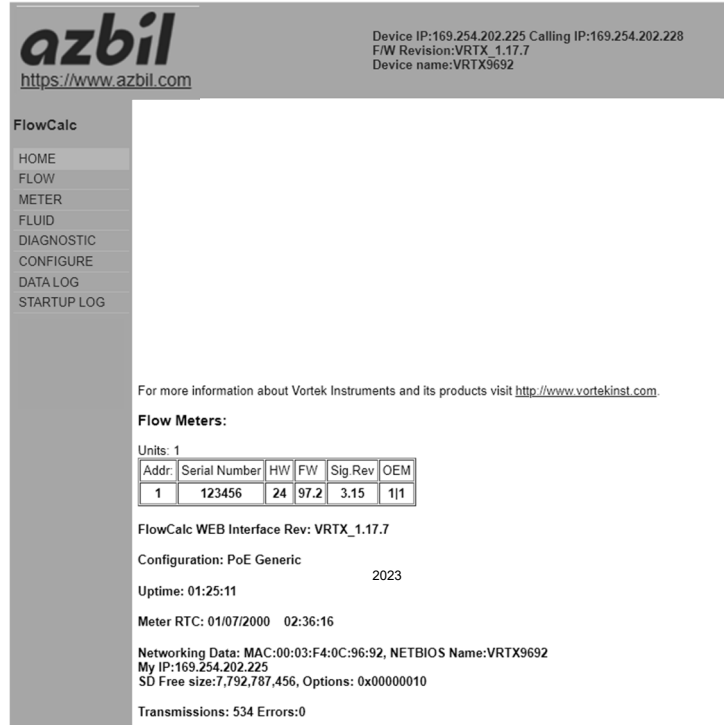 azbil
https://www.azbil.com
Device IP:169.254.202.225 Calling IP:169.254.202.228
F/W Revision:VRTX_1.17.7
Device name:VRTX9692
FlowCalc
HOME
FLOW
METER
FLUID
DIAGNOSTIC
CONFIGURE
DATA LOG
STARTUP LOG
For more information about Vortek Instruments and its products visit http://www.vortekinst.com.
Flow Meters:
Units: 1
Addr: Serial Number HW FW Sig.Rev OEM
1 123456 24 97.2 3.15 1|1
FlowCalc WEB Interface Rev: VRTX_1.17.7
Configuration: PoE Generic
2023
Uptime: 01:25:11
Meter RTC: 01/07/2000 02:36:16
Networking Data: MAC:00:03:F4:0C:96:92, NETBIOS Name:VRTX9692
My IP:169.254.202.225
SD Free size:7,792,787,456, Options: 0x00000010
Transmissions: 534 Errors:0